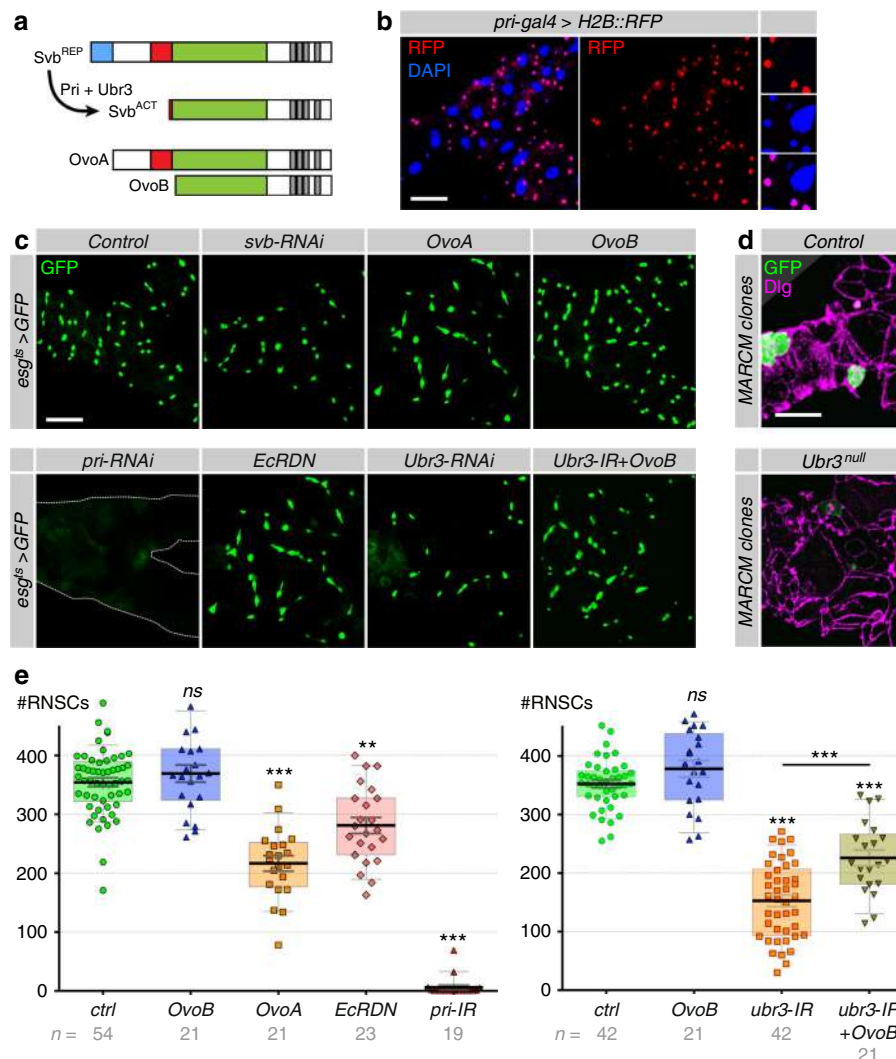 a
Svb^REP
Pri + Ubr3
Svb^ACT
OvoA
OvoB
b
pri-gal4 > H2B::RFP
RFP
DAPI
RFP
c
Control
svb-RNAi
OvoA
OvoB
esg^ts > GFP
GFP
pri-RNAi
EcRDN
Ubr3-RNAi
Ubr3-IR+OvoB
esg^ts > GFP
d
Control
MARCM clones
GFP
Dlg
Ubr3^null
MARCM clones
e
#RNSCs
400
300
200
100
0
ns
***
**
***
ctrl
OvoB
OvoA
EcRDN
pri-IR
n = 54 21 21 23 19
#RNSCs
400
300
200
100
0
ns
***
***
***
ctrl
OvoB
ubr3-IR
ubr3-IR
+OvoB
n = 42 21 42 21